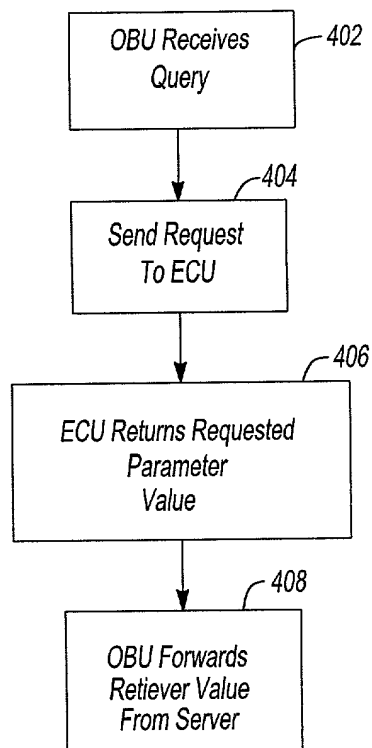 OBU Receives
Query
402
404
Send Request
To ECU
406
ECU Returns Requested
Parameter
Value
408
OBU Forwards
Retiever Value
From Server